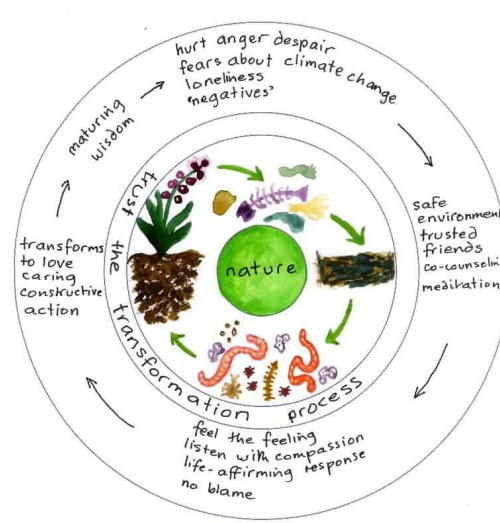 hurt anger despair
fears about climate change
loneliness
'negatives'
safe
environment
trusted
friends
co-counselin
meditation
feel the feeling
listen with compassion
life-affirming response
no blame
transforms
to love
caring
constructive
action
maturing
wisdom
trust the transformation process
nature